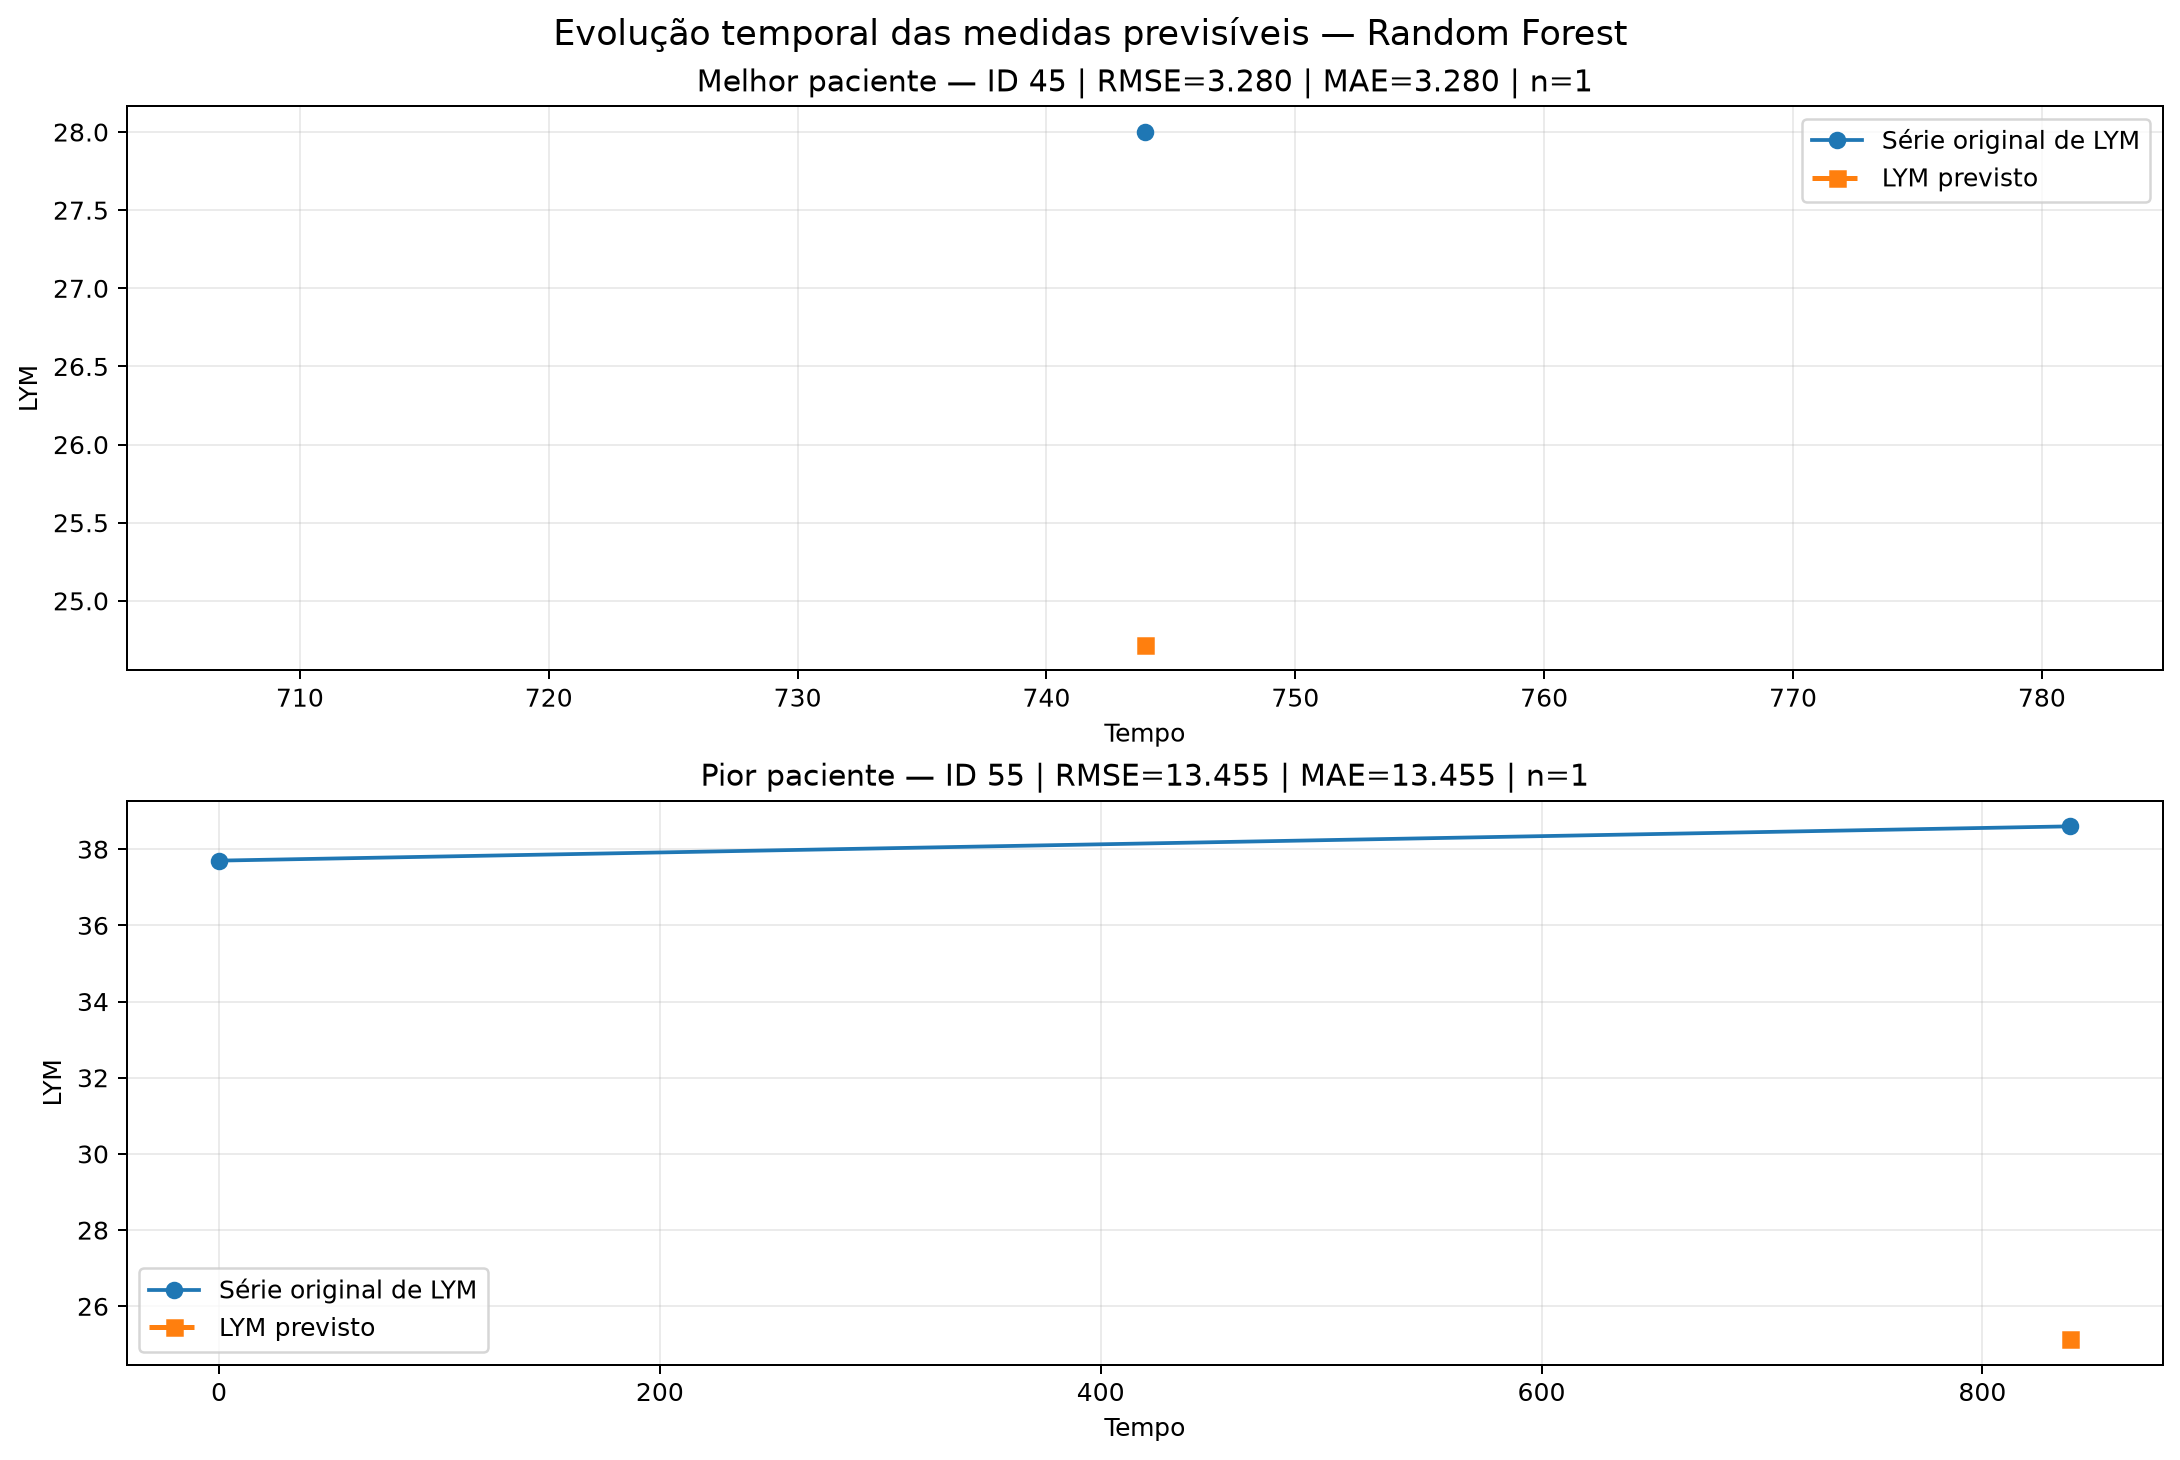 Evolução temporal das medidas previsíveis — Random Forest
Melhor paciente — ID 45 | RMSE=3.280 | MAE=3.280 | n=1
28.0
27.5
27.0
26.5
26.0
25.5
25.0
LYM
Série original de LYM
LYM previsto
710 720 730 740 750 760 770 780
Tempo
Pior paciente — ID 55 | RMSE=13.455 | MAE=13.455 | n=1
38
36
34
32
30
28
26
LYM
Série original de LYM
LYM previsto
0 200 400 600 800
Tempo